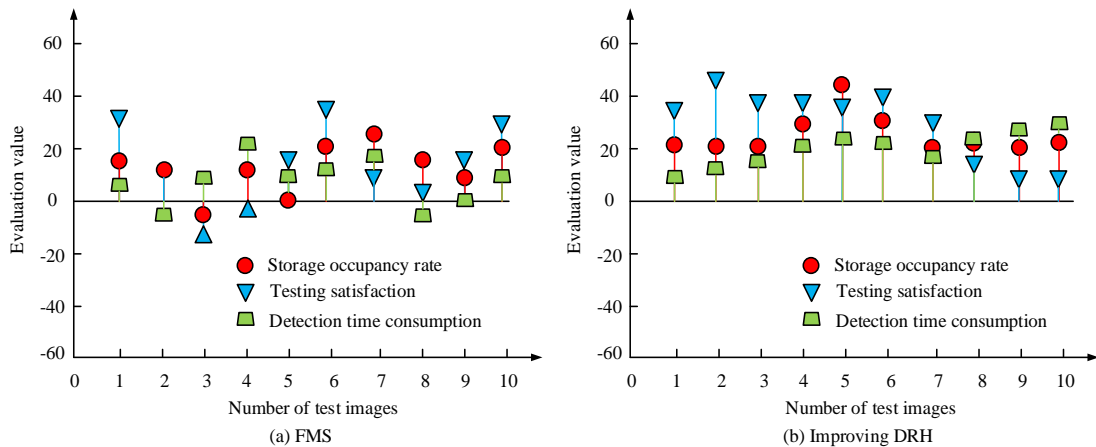 60
40
20
0
-20
-40
-60
Evaluation value
Storage occupancy rate
Testing satisfaction
Detection time consumption
0 1 2 3 4 5 6 7 8 9 10
Number of test images
(a) FMS
60
40
20
0
-20
-40
-60
Evaluation value
Storage occupancy rate
Testing satisfaction
Detection time consumption
0 1 2 3 4 5 6 7 8 9 10
Number of test images
(b) Improving DRH